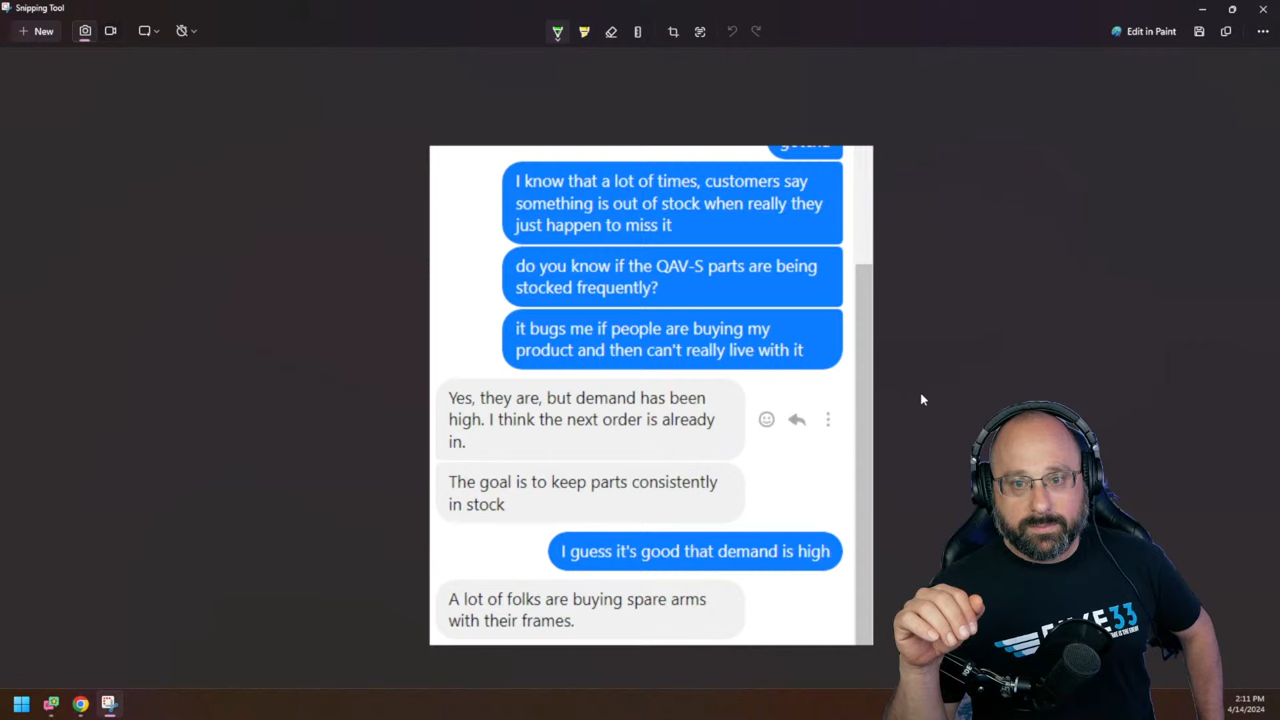 Snipping Tool
New
Edit in Paint
I know that a lot of times, customers say
something is out of stock when really they
just happen to miss it
do you know if the QAV-S parts are being
stocked frequently?
it bugs me if people are buying my
product and then can't really live with it
Yes, they are, but demand has been
high. I think the next order is already
in.
The goal is to keep parts consistently
in stock
I guess it's good that demand is high
A lot of folks are buying spare arms
with their frames.
2:11 PM
4/14/2024